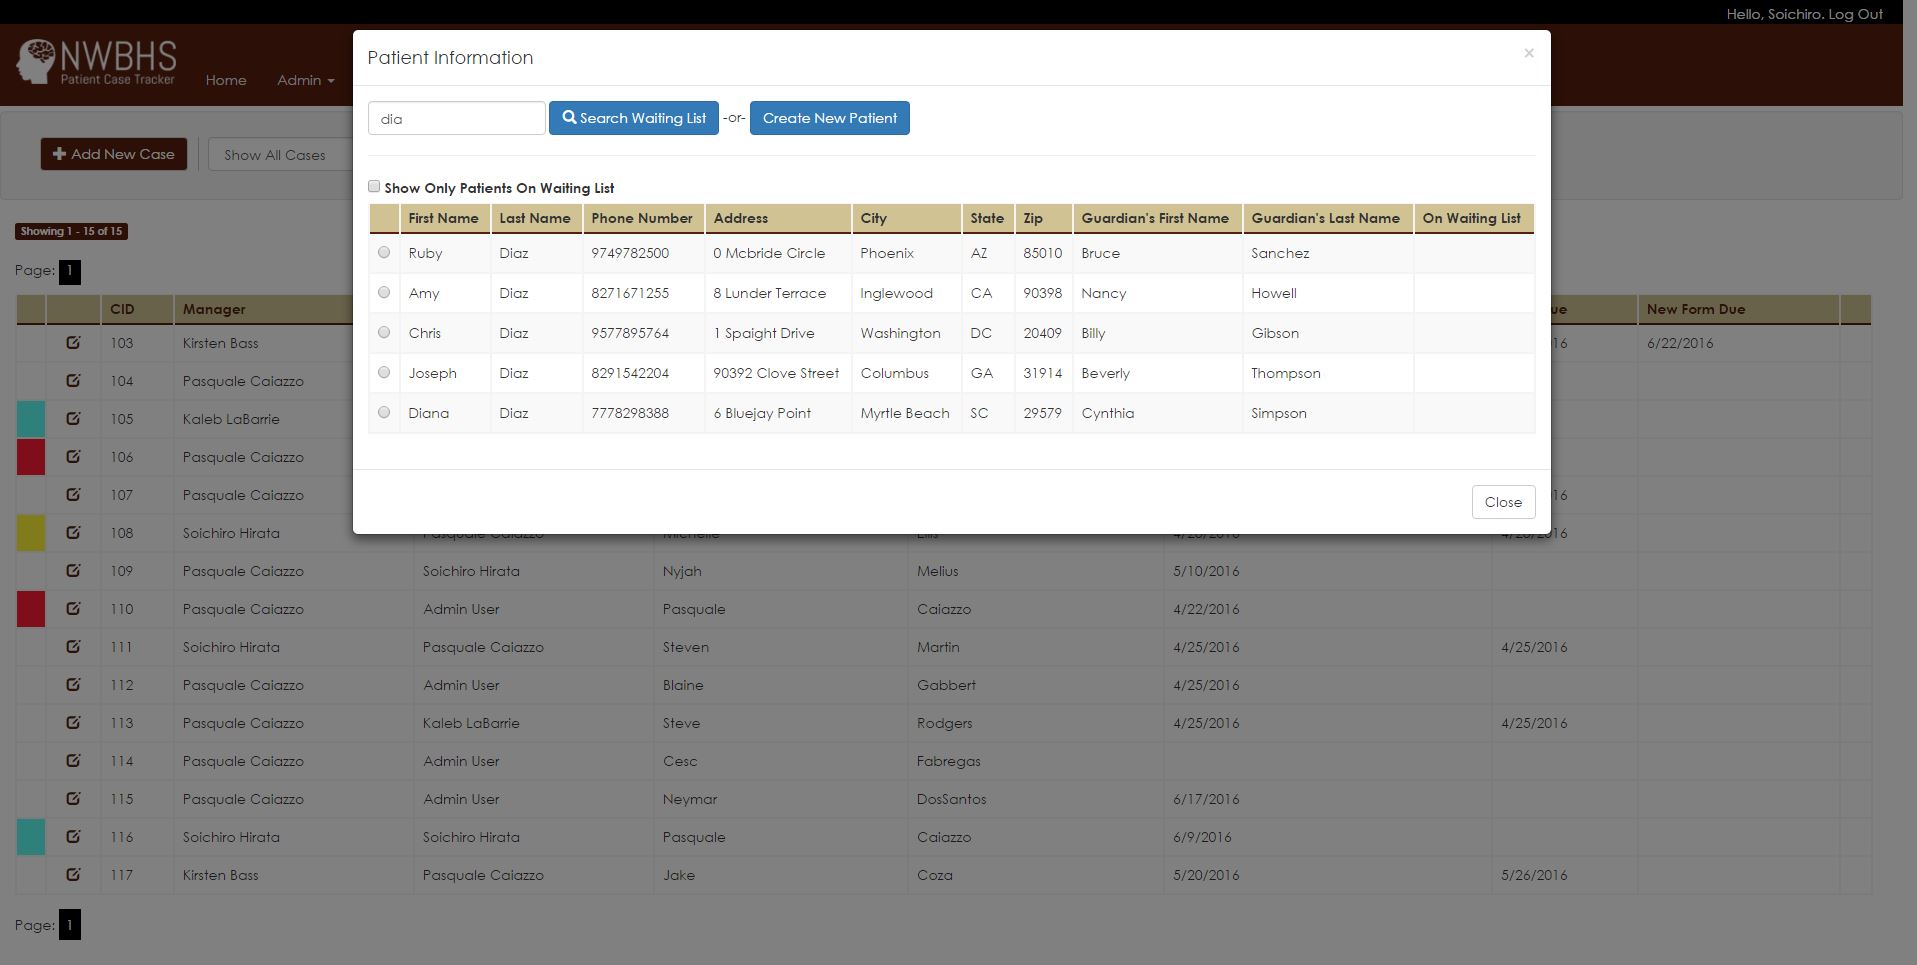 Hello, Soichiro. Log Out
NWBHS
Patient Case Tracker
Home Admin
Patient Information ×
dia Search Waiting List -or- Create New Patient
Add New Case Show All Cases
Show Only Patients On Waiting List
First Name Last Name Phone Number Address City State Zip Guardian's First Name Guardian's Last Name On Waiting List
Ruby Diaz 9749782500 0 Mcbride Circle Phoenix AZ 85010 Bruce Sanchez
Amy Diaz 8271671255 8 Lunder Terrace Inglewood CA 90398 Nancy Howell
Chris Diaz 9577895764 1 Spaight Drive Washington DC 20409 Billy Gibson
Joseph Diaz 8291542204 90392 Clove Street Columbus GA 31914 Beverly Thompson
Diana Diaz 7778298388 6 Bluejay Point Myrtle Beach SC 29579 Cynthia Simpson
Close
Showing 1 - 15 of 15
Page: 1
CID Manager ue New Form Due
103 Kirsten Bass 16 6/22/2016
104 Pasquale Caiazzo
105 Kaleb LaBarrie
106 Pasquale Caiazzo
107 Pasquale Caiazzo 16
108 Soichiro Hirata Pasquale Caiazzo Michelle Ellis
109 Pasquale Caiazzo Soichiro Hirata Nyjah Melius 5/10/2016
110 Pasquale Caiazzo Admin User Pasquale Caiazzo 4/22/2016
111 Soichiro Hirata Pasquale Caiazzo Steven Martin 4/25/2016 4/25/2016
112 Pasquale Caiazzo Admin User Blaine Gabbert 4/25/2016
113 Pasquale Caiazzo Kaleb LaBarrie Steve Rodgers 4/25/2016 4/25/2016
114 Pasquale Caiazzo Admin User Cesc Fabregas
115 Pasquale Caiazzo Admin User Neymar DosSantos 6/17/2016
116 Soichiro Hirata Soichiro Hirata Pasquale Caiazzo 6/9/2016
117 Kirsten Bass Pasquale Caiazzo Jake Coza 5/20/2016 5/26/2016
Page: 1